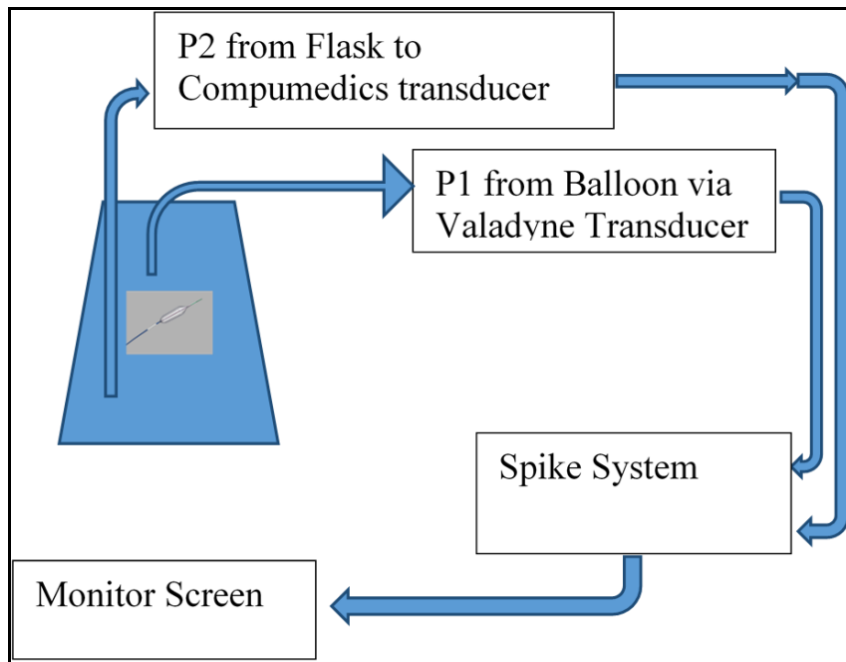 P2 from Flask to
Compumedics transducer
P1 from Balloon via
Valadyne Transducer
Spike System
Monitor Screen